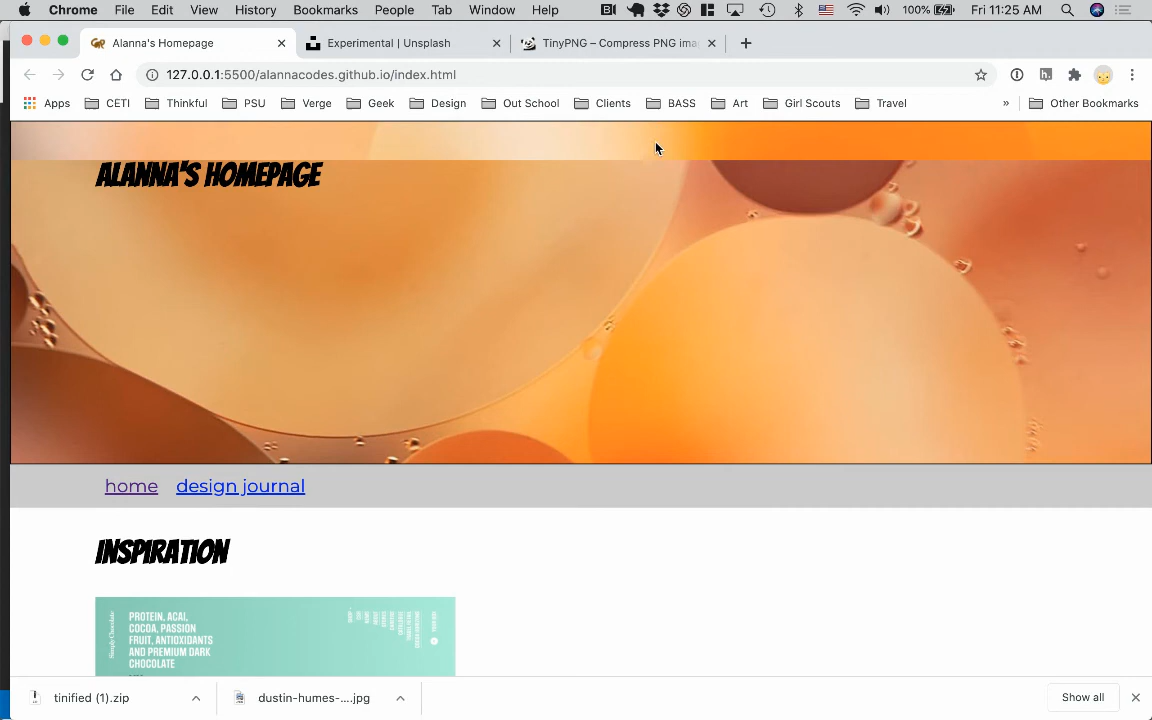 Chrome File Edit View History Bookmarks People Tab Window Help 100% Fri 11:25 AM
Alanna's Homepage Experimental | Unsplash TinyPNG – Compress PNG ima
127.0.0.1:5500/alannacodes.github.io/index.html
Apps CETI Thinkful PSU Verge Geek Design Out School Clients BASS Art Girl Scouts Travel » Other Bookmarks
ALANNA'S HOMEPAGE
home design journal
INSPIRATION
Simply Chocolate
PROTEIN, ACAI,
COCOA, PASSION
FRUIT, ANTIOXIDANTS
AND PREMIUM DARK
CHOCOLATE
tinified (1).zip dustin-humes-....jpg Show all